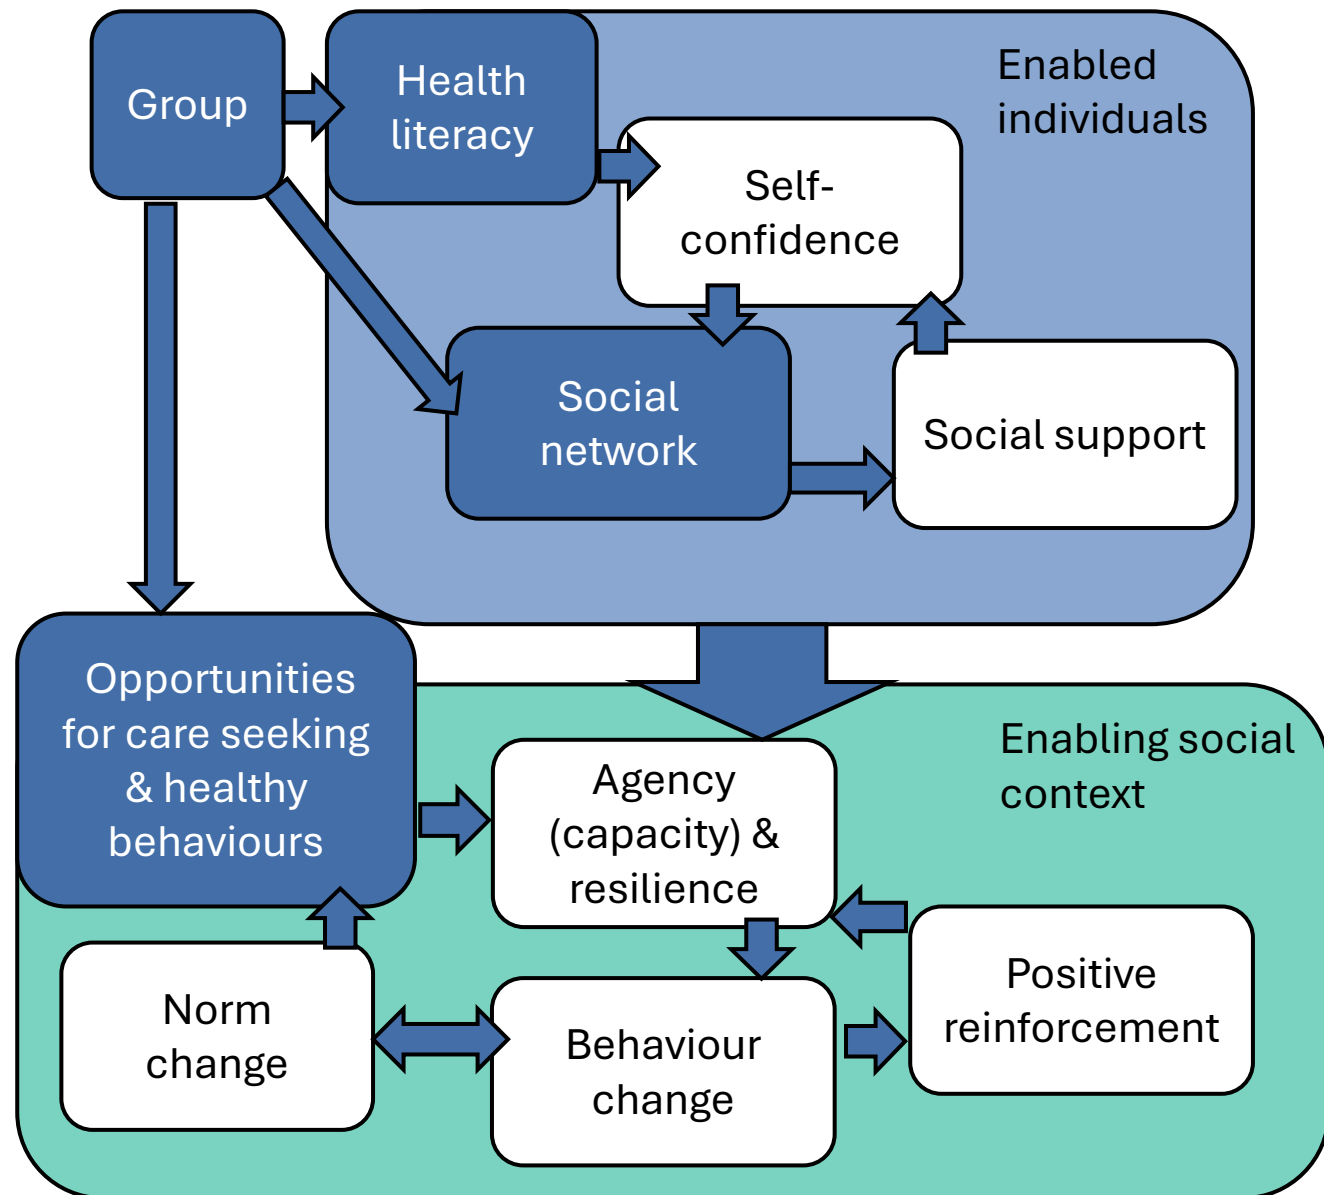 Group
Health
literacy
Enabled
individuals
Self-
confidence
Social
network
Social support
Opportunities
for care seeking
& healthy
behaviours
Enabling social
context
Agency
(capacity) &
resilience
Norm
change
Behaviour
change
Positive
reinforcement